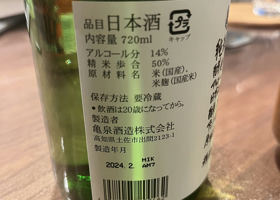 品目 日本酒
内容量 720ml
プラ
キャップ
アルコール分 14%
精米歩合 50%
原材料名 米(国産)、
米麹(国産米)
保存方法 要冷蔵
●飲酒は20歳になってから。
製造者
亀泉酒造株式会社
高知県土佐市出間2123-1
製造年月
2024.2.
M1K
AM7